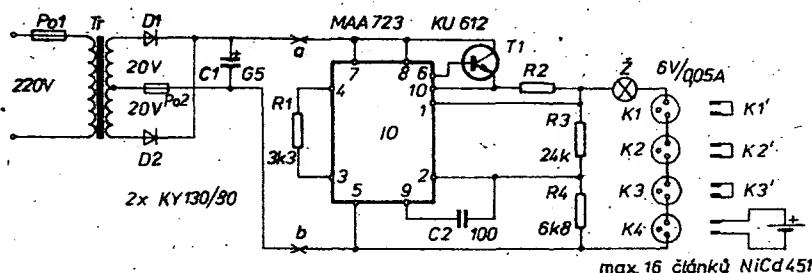 Po1
Tr
D1
MAA723
KU 612
T1
a
20V
C1
G5
220V
20V
Po2
D2
2x KY130/80
b
R1
3k3
4
3
7
8
6
10
1
IO
2
5
9
C2
100
R2
R3
24k
R4
6k8
Ž
6V/0,05A
K1
K1'
K2
K2'
K3
K3'
K4
max. 16 článků NiCd 451